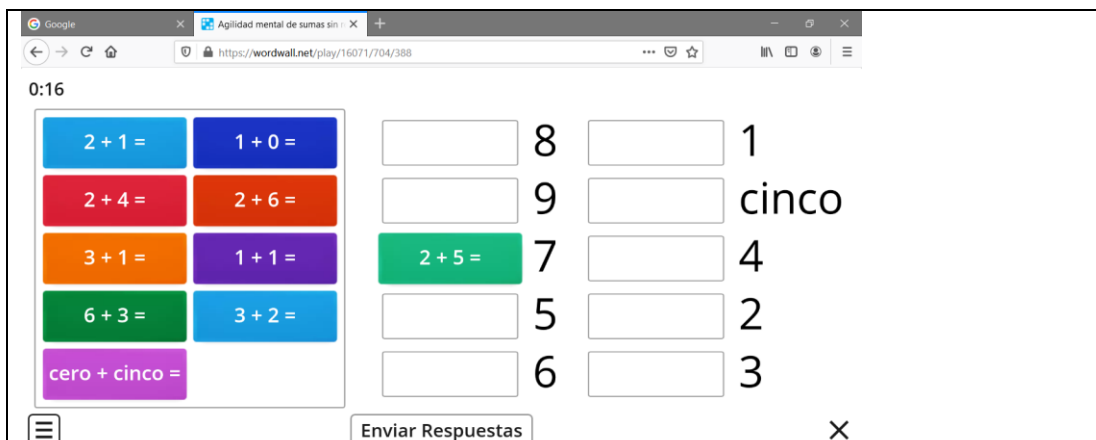 Google
Agilidad mental de sumas sin
https://wordwall.net/play/16071/704/388
0:16
2 + 1 =
1 + 0 =
8
1
2 + 4 =
2 + 6 =
9
cinco
3 + 1 =
1 + 1 =
2 + 5 =
7
4
6 + 3 =
3 + 2 =
5
2
cero + cinco =
6
3
Enviar Respuestas